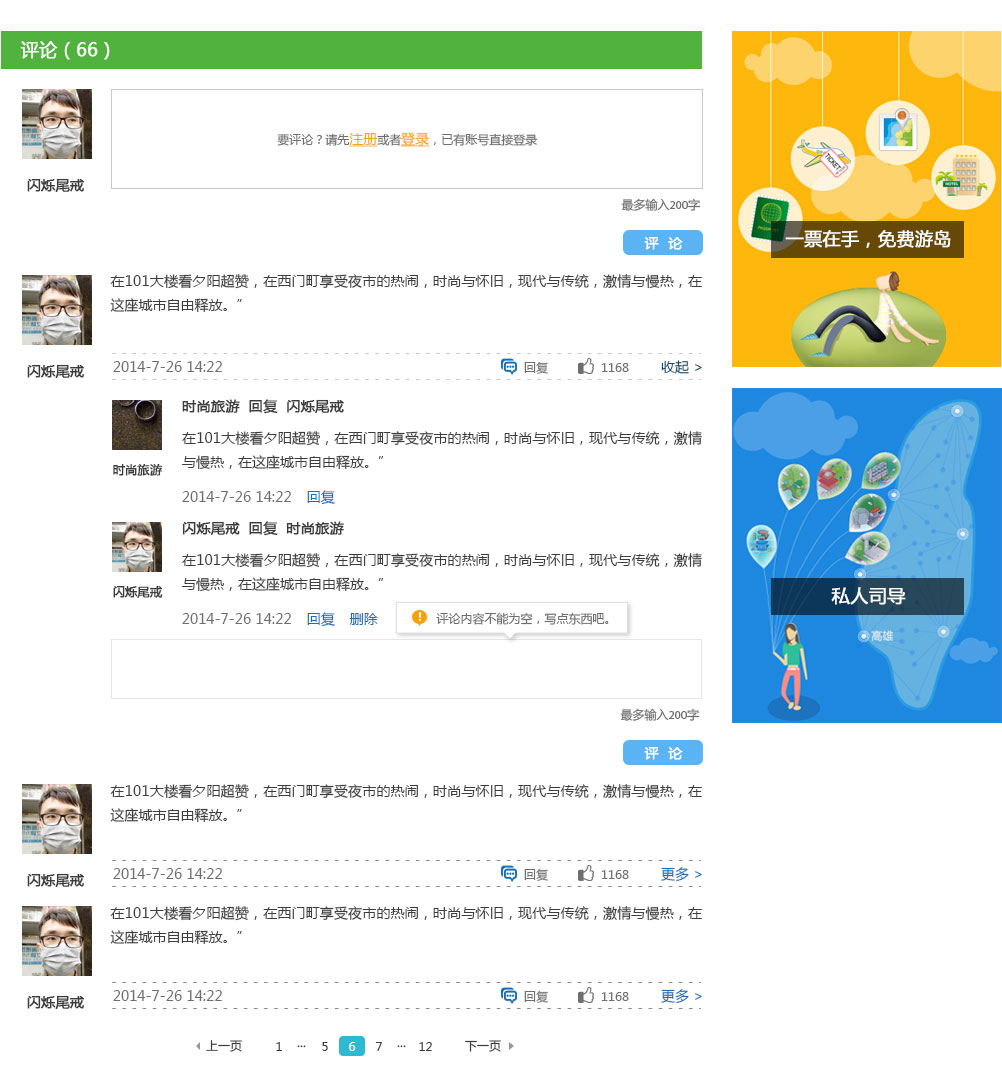 评论（66）
要评论？请先注册或者登录，已有账号直接登录
闪烁尾戒
最多输入200字
评 论
在101大楼看夕阳超赞，在西门町享受夜市的热闹，时尚与怀旧，现代与传统，激情与慢热，在
这座城市自由释放。”
闪烁尾戒
2014-7-26 14:22 回复 1168 收起 >
时尚旅游 回复 闪烁尾戒
在101大楼看夕阳超赞，在西门町享受夜市的热闹，时尚与怀旧，现代与传统，激情
与慢热，在这座城市自由释放。”
时尚旅游
2014-7-26 14:22 回复
闪烁尾戒 回复 时尚旅游
在101大楼看夕阳超赞，在西门町享受夜市的热闹，时尚与怀旧，现代与传统，激情
与慢热，在这座城市自由释放。”
闪烁尾戒
2014-7-26 14:22 回复 删除
评论内容不能为空，写点东西吧。
最多输入200字
评 论
在101大楼看夕阳超赞，在西门町享受夜市的热闹，时尚与怀旧，现代与传统，激情与慢热，在
这座城市自由释放。”
闪烁尾戒
2014-7-26 14:22 回复 1168 更多 >
在101大楼看夕阳超赞，在西门町享受夜市的热闹，时尚与怀旧，现代与传统，激情与慢热，在
这座城市自由释放。”
闪烁尾戒
2014-7-26 14:22 回复 1168 更多 >
上一页 1 ... 5 6 7 ... 12 下一页
TICKET
HOTEL
PASSPORT
一票在手，免费游岛
私人司导
高雄